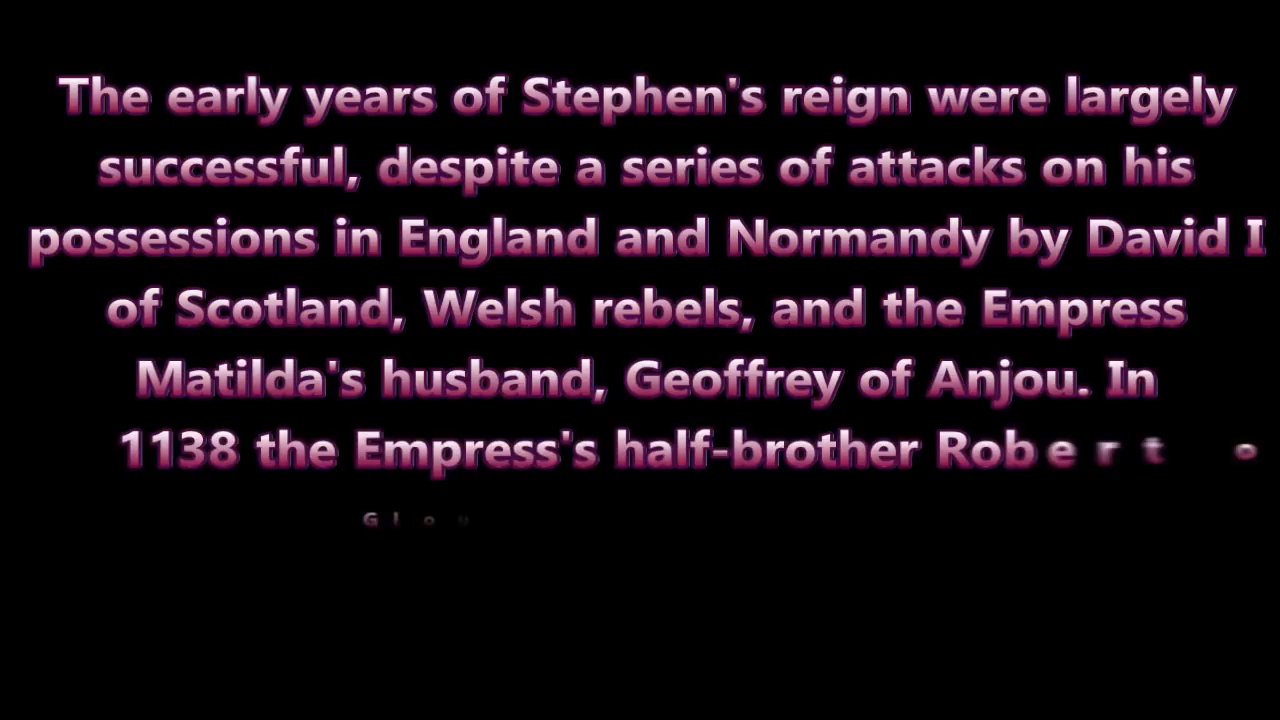 The early years of Stephen's reign were largely
successful, despite a series of attacks on his
possessions in England and Normandy by David I
of Scotland, Welsh rebels, and the Empress
Matilda's husband, Geoffrey of Anjou. In
1138 the Empress's half-brother Robert o
Glou